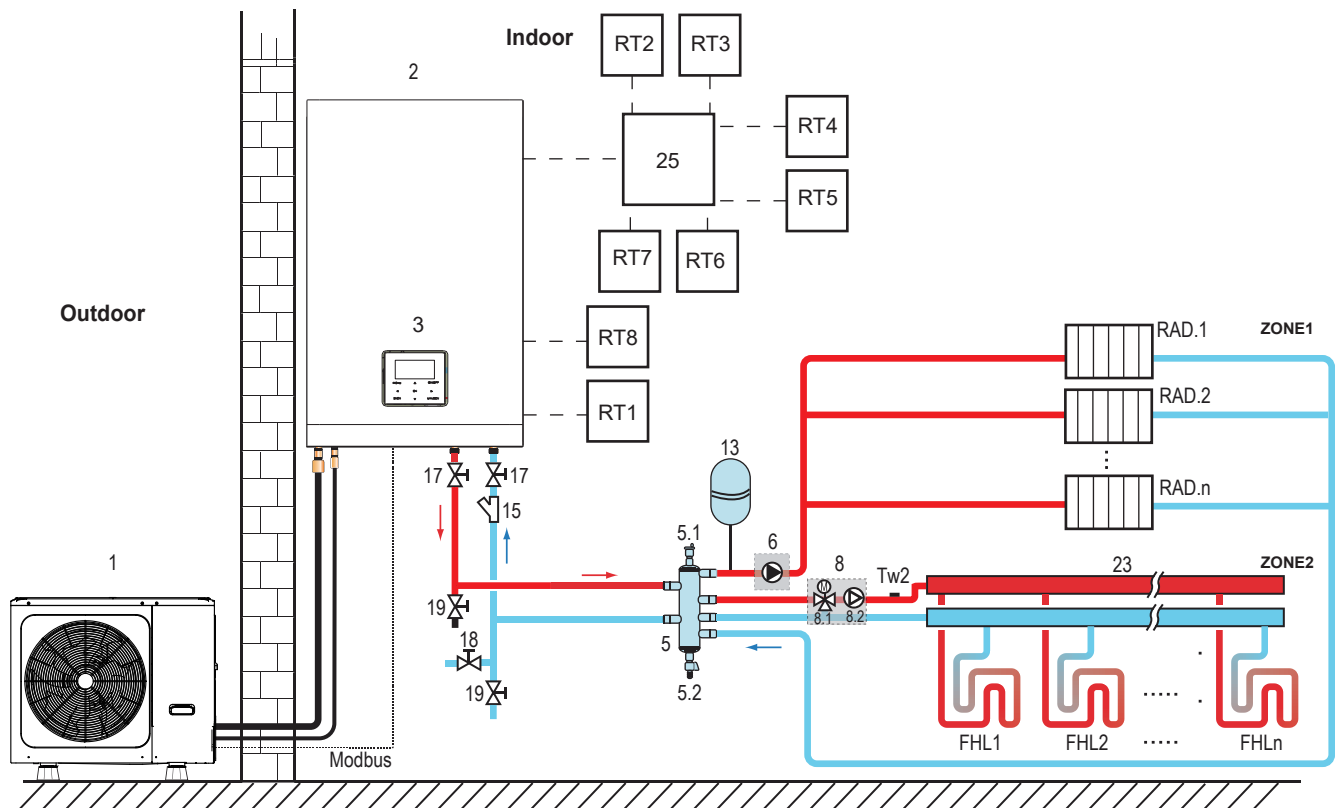 Indoor
RT2
RT3
2
RT4
25
RT5
RT7
RT6
Outdoor
3
RT8
RT1
RAD.1
ZONE1
RAD.2
⋮
RAD.n
17
17
13
15
5.1
6
1
8
Tw2
23
ZONE2
M
8.1
8.2
19
18
5
19
5.2
FHL1
FHL2
......
FHLn
Modbus